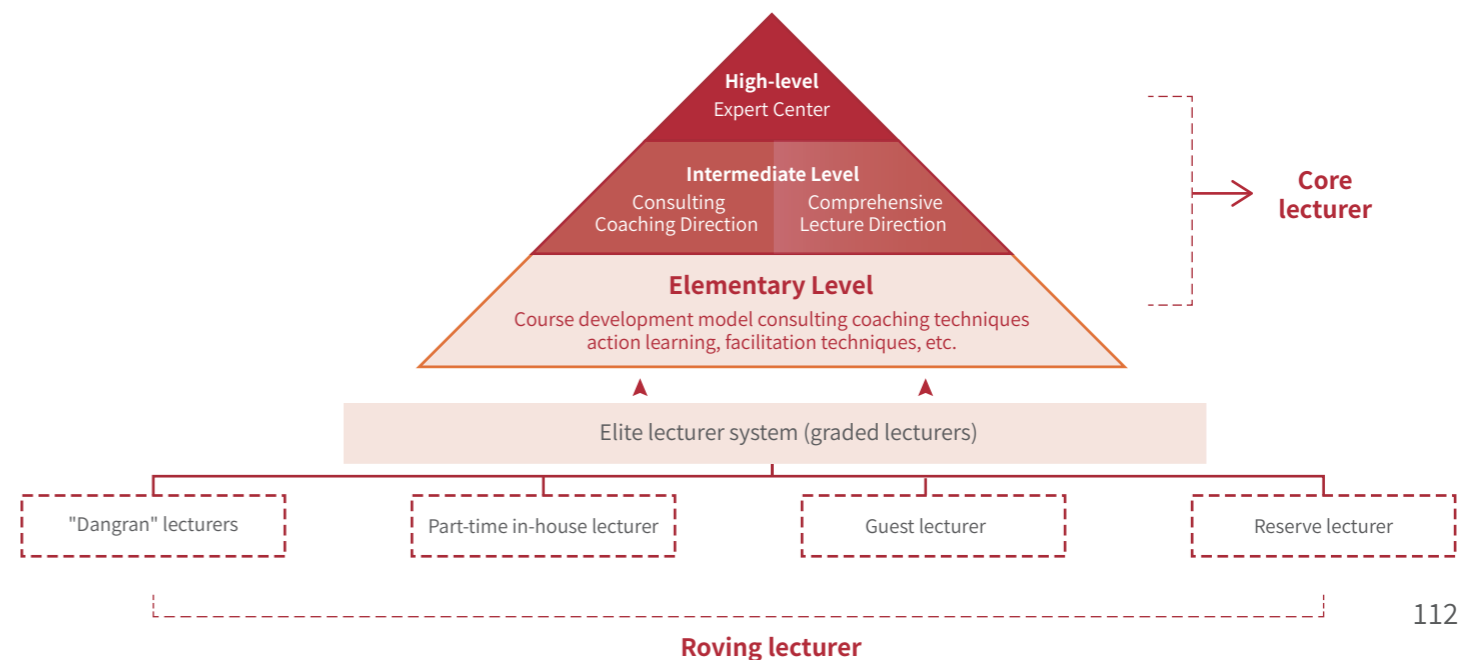 High-level
Expert Center
Intermediate Level
Consulting
Coaching Direction
Comprehensive
Lecture Direction
Core
lecturer
Elementary Level
Course development model consulting coaching techniques
action learning, facilitation techniques, etc.
Elite lecturer system (graded lecturers)
"Dangran" lecturers
Part-time in-house lecturer
Guest lecturer
Reserve lecturer
Roving lecturer
112